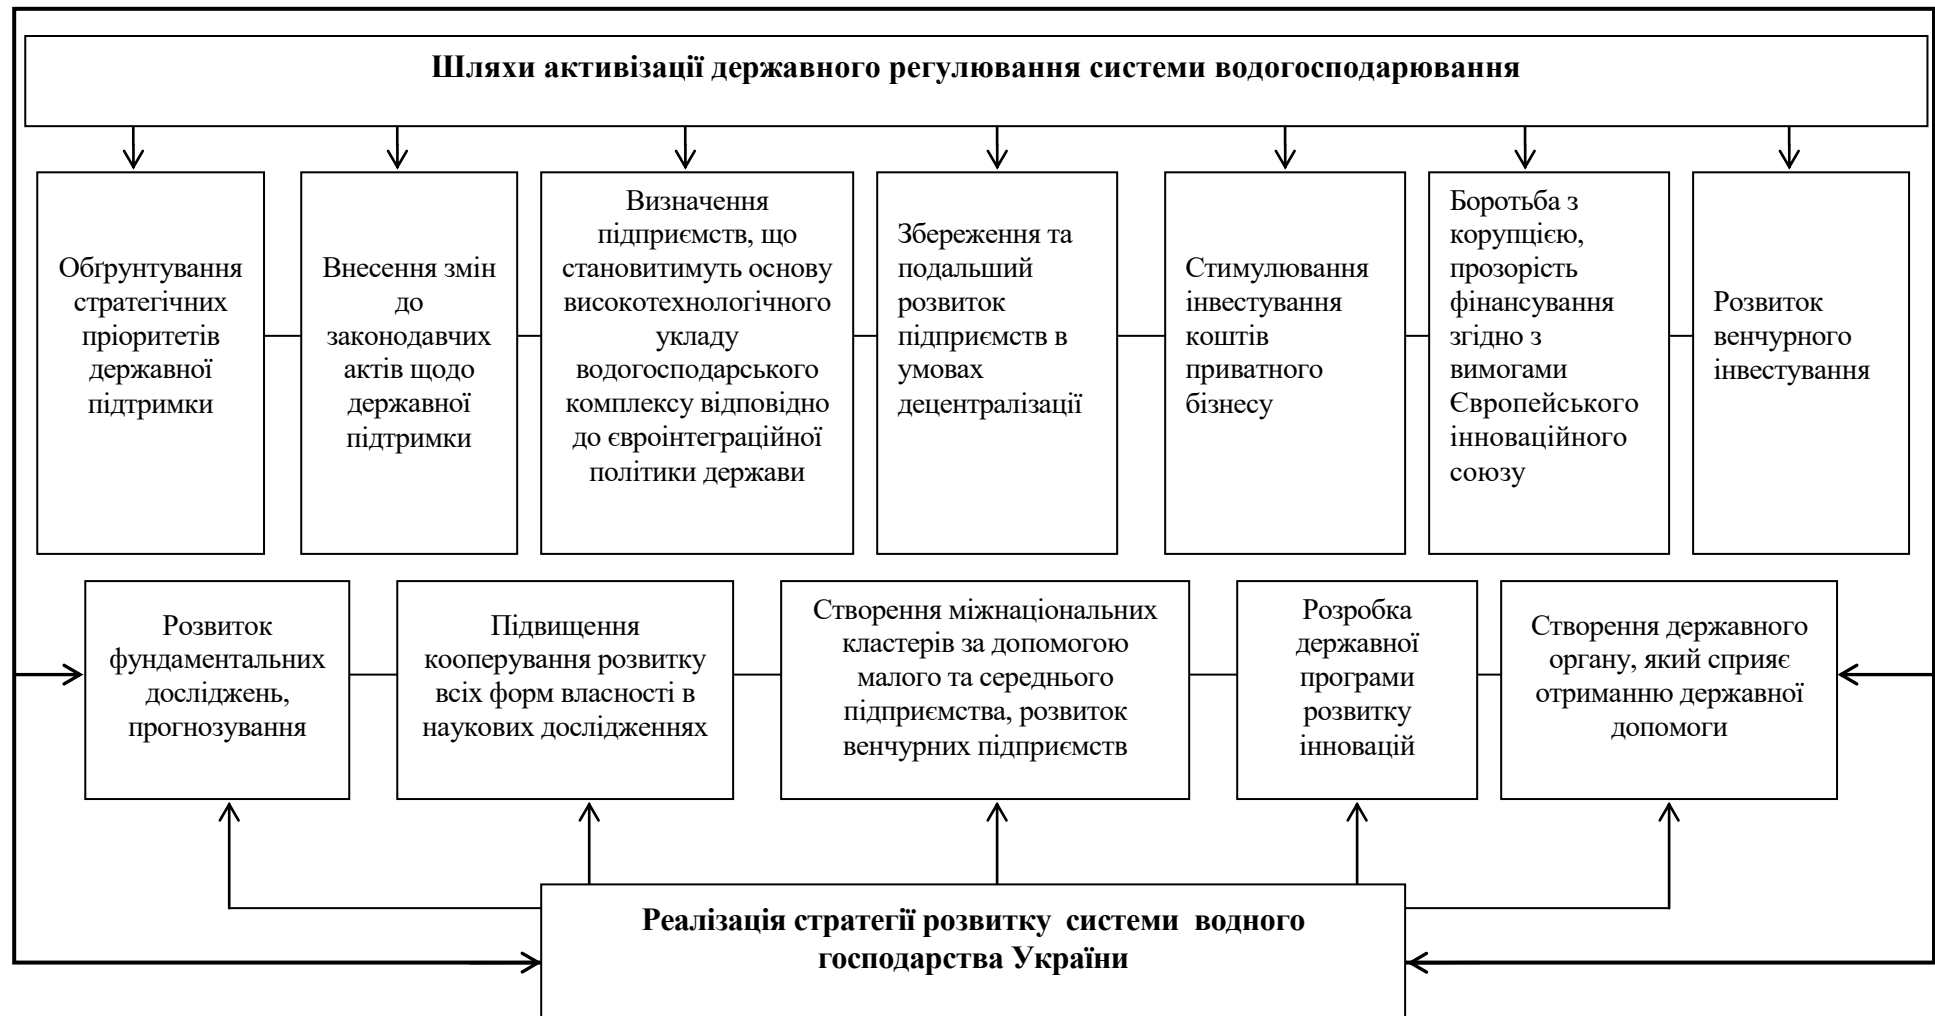 Шляхи активізації державного регулювання системи водогосподарювання
Обґрунтування
стратегічних
пріоритетів
державної
підтримки
Внесення змін
до
законодавчих
актів щодо
державної
підтримки
Визначення
підприємств, що
становитимуть основу
високотехнологічного
укладу
водогосподарського
комплексу відповідно
до євроінтеграційної
політики держави
Збереження та
подальший
розвиток
підприємств в
умовах
децентралізації
Стимулювання
інвестування
коштів
приватного
бізнесу
Боротьба з
корупцією,
прозорість
фінансування
згідно з
вимогами
Європейського
інноваційного
союзу
Розвиток
венчурного
інвестування
Розвиток
фундаментальних
досліджень,
прогнозування
Підвищення
кооперування розвитку
всіх форм власності в
наукових дослідженнях
Створення міжнаціональних
кластерів за допомогою
малого та середнього
підприємства, розвиток
венчурних підприємств
Розробка
державної
програми
розвитку
інновацій
Створення державного
органу, який сприяє
отриманню державної
допомоги
Реалізація стратегії розвитку системи водного
господарства України